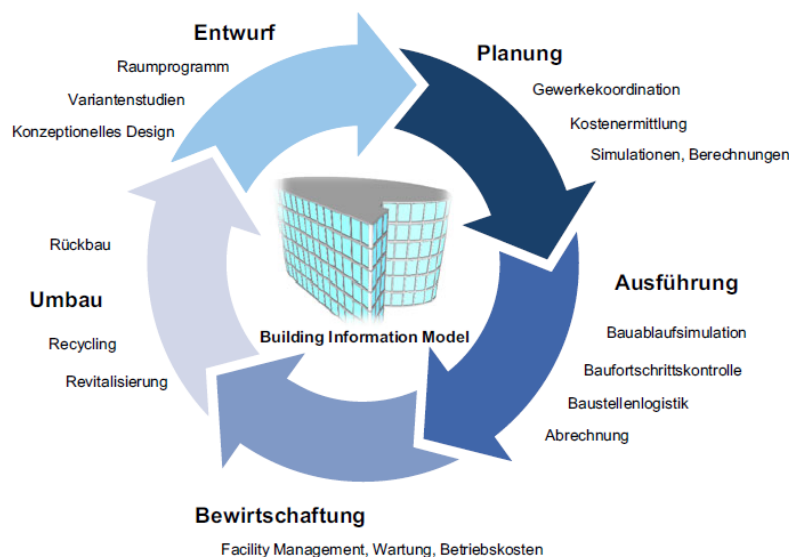 Entwurf
Raumprogramm
Variantenstudien
Konzeptionelles Design
Planung
Gewerkekoordination
Kostenermittlung
Simulationen, Berechnungen
Ausführung
Bauablaufsimulation
Baufortschrittskontrolle
Baustellenlogistik
Abrechnung
Bewirtschaftung
Facility Management, Wartung, Betriebskosten
Rückbau
Umbau
Recycling
Revitalisierung
Building Information Model